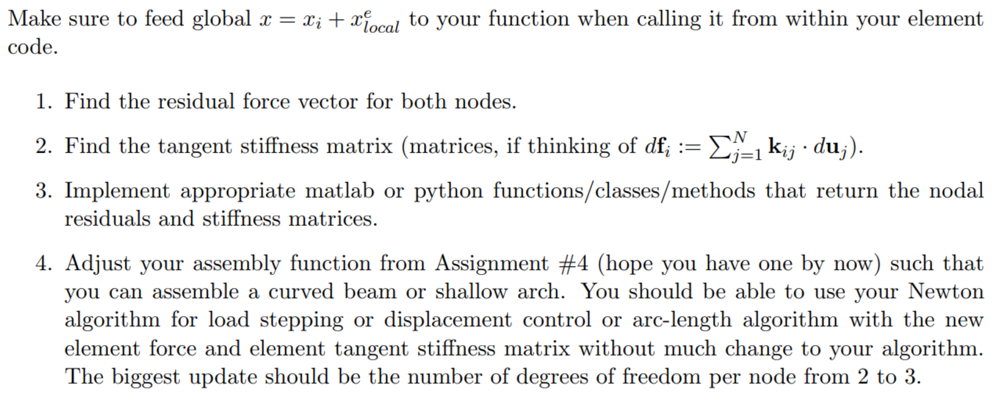 Make sure to feed global x = x_i + x^e_{local} to your function when calling it from within your element
code.
1. Find the residual force vector for both nodes.
2. Find the tangent stiffness matrix (matrices, if thinking of d𝐟_i := ∑^N_{j=1} 𝐤_{ij} · d𝐮_j).
3. Implement appropriate matlab or python functions/classes/methods that return the nodal
residuals and stiffness matrices.
4. Adjust your assembly function from Assignment #4 (hope you have one by now) such that
you can assemble a curved beam or shallow arch. You should be able to use your Newton
algorithm for load stepping or displacement control or arc-length algorithm with the new
element force and element tangent stiffness matrix without much change to your algorithm.
The biggest update should be the number of degrees of freedom per node from 2 to 3.